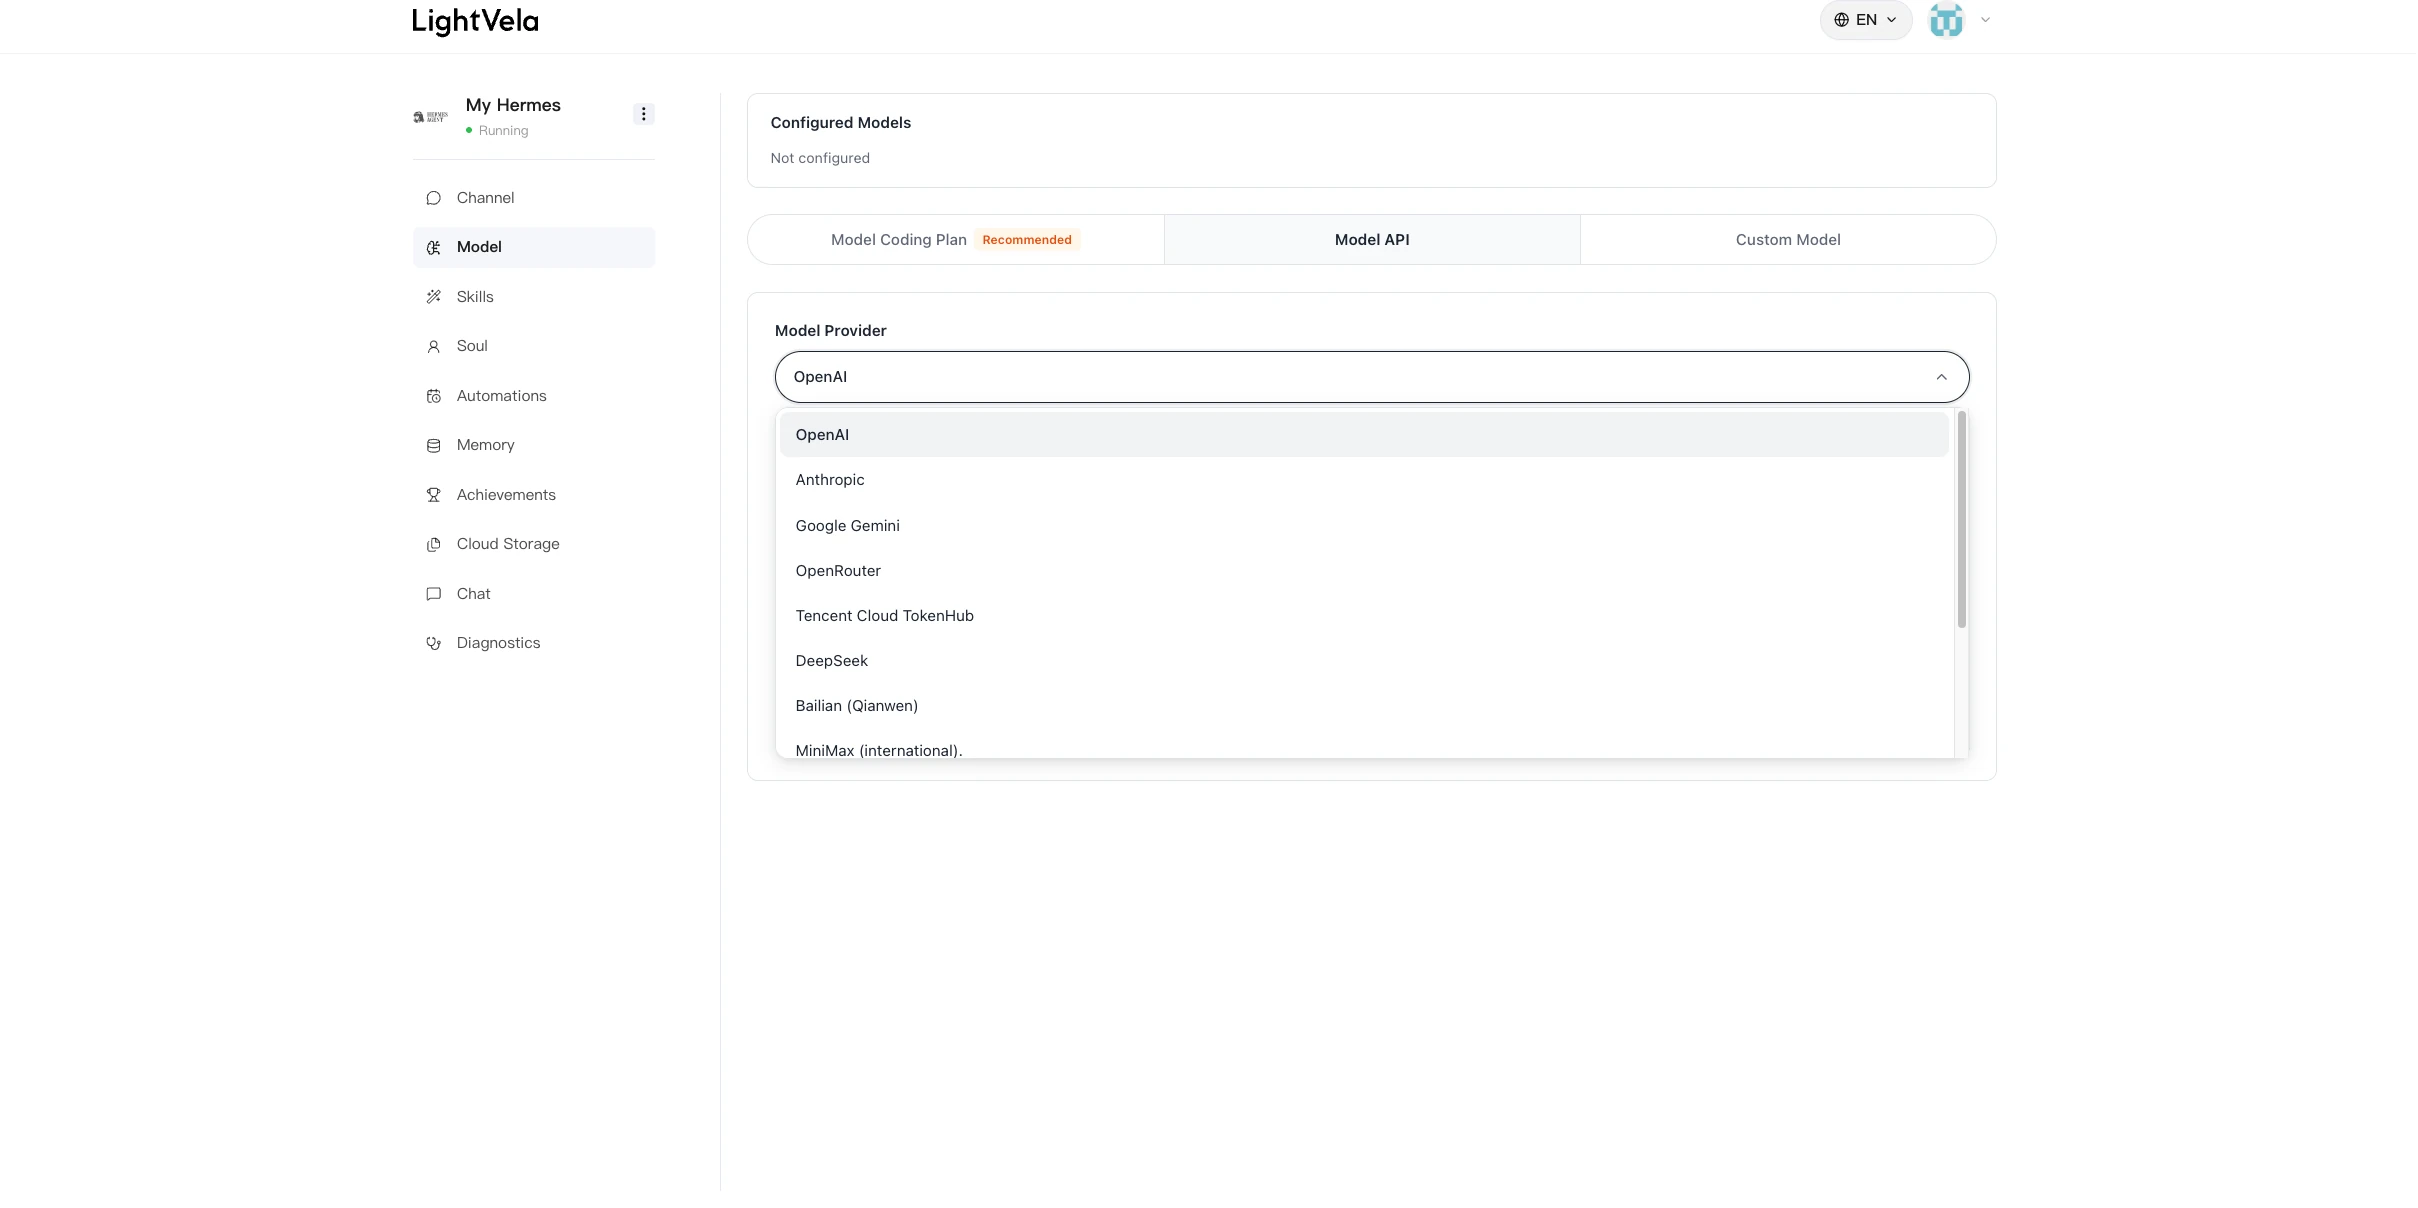 LightVela
EN
My Hermes
HERMES
AGENT
Running
Channel
Model
Skills
Soul
Automations
Memory
Achievements
Cloud Storage
Chat
Diagnostics
Configured Models
Not configured
Model Coding Plan Recommended
Model API
Custom Model
Model Provider
OpenAI
OpenAI
Anthropic
Google Gemini
OpenRouter
Tencent Cloud TokenHub
DeepSeek
Bailian (Qianwen)
MiniMax (international).